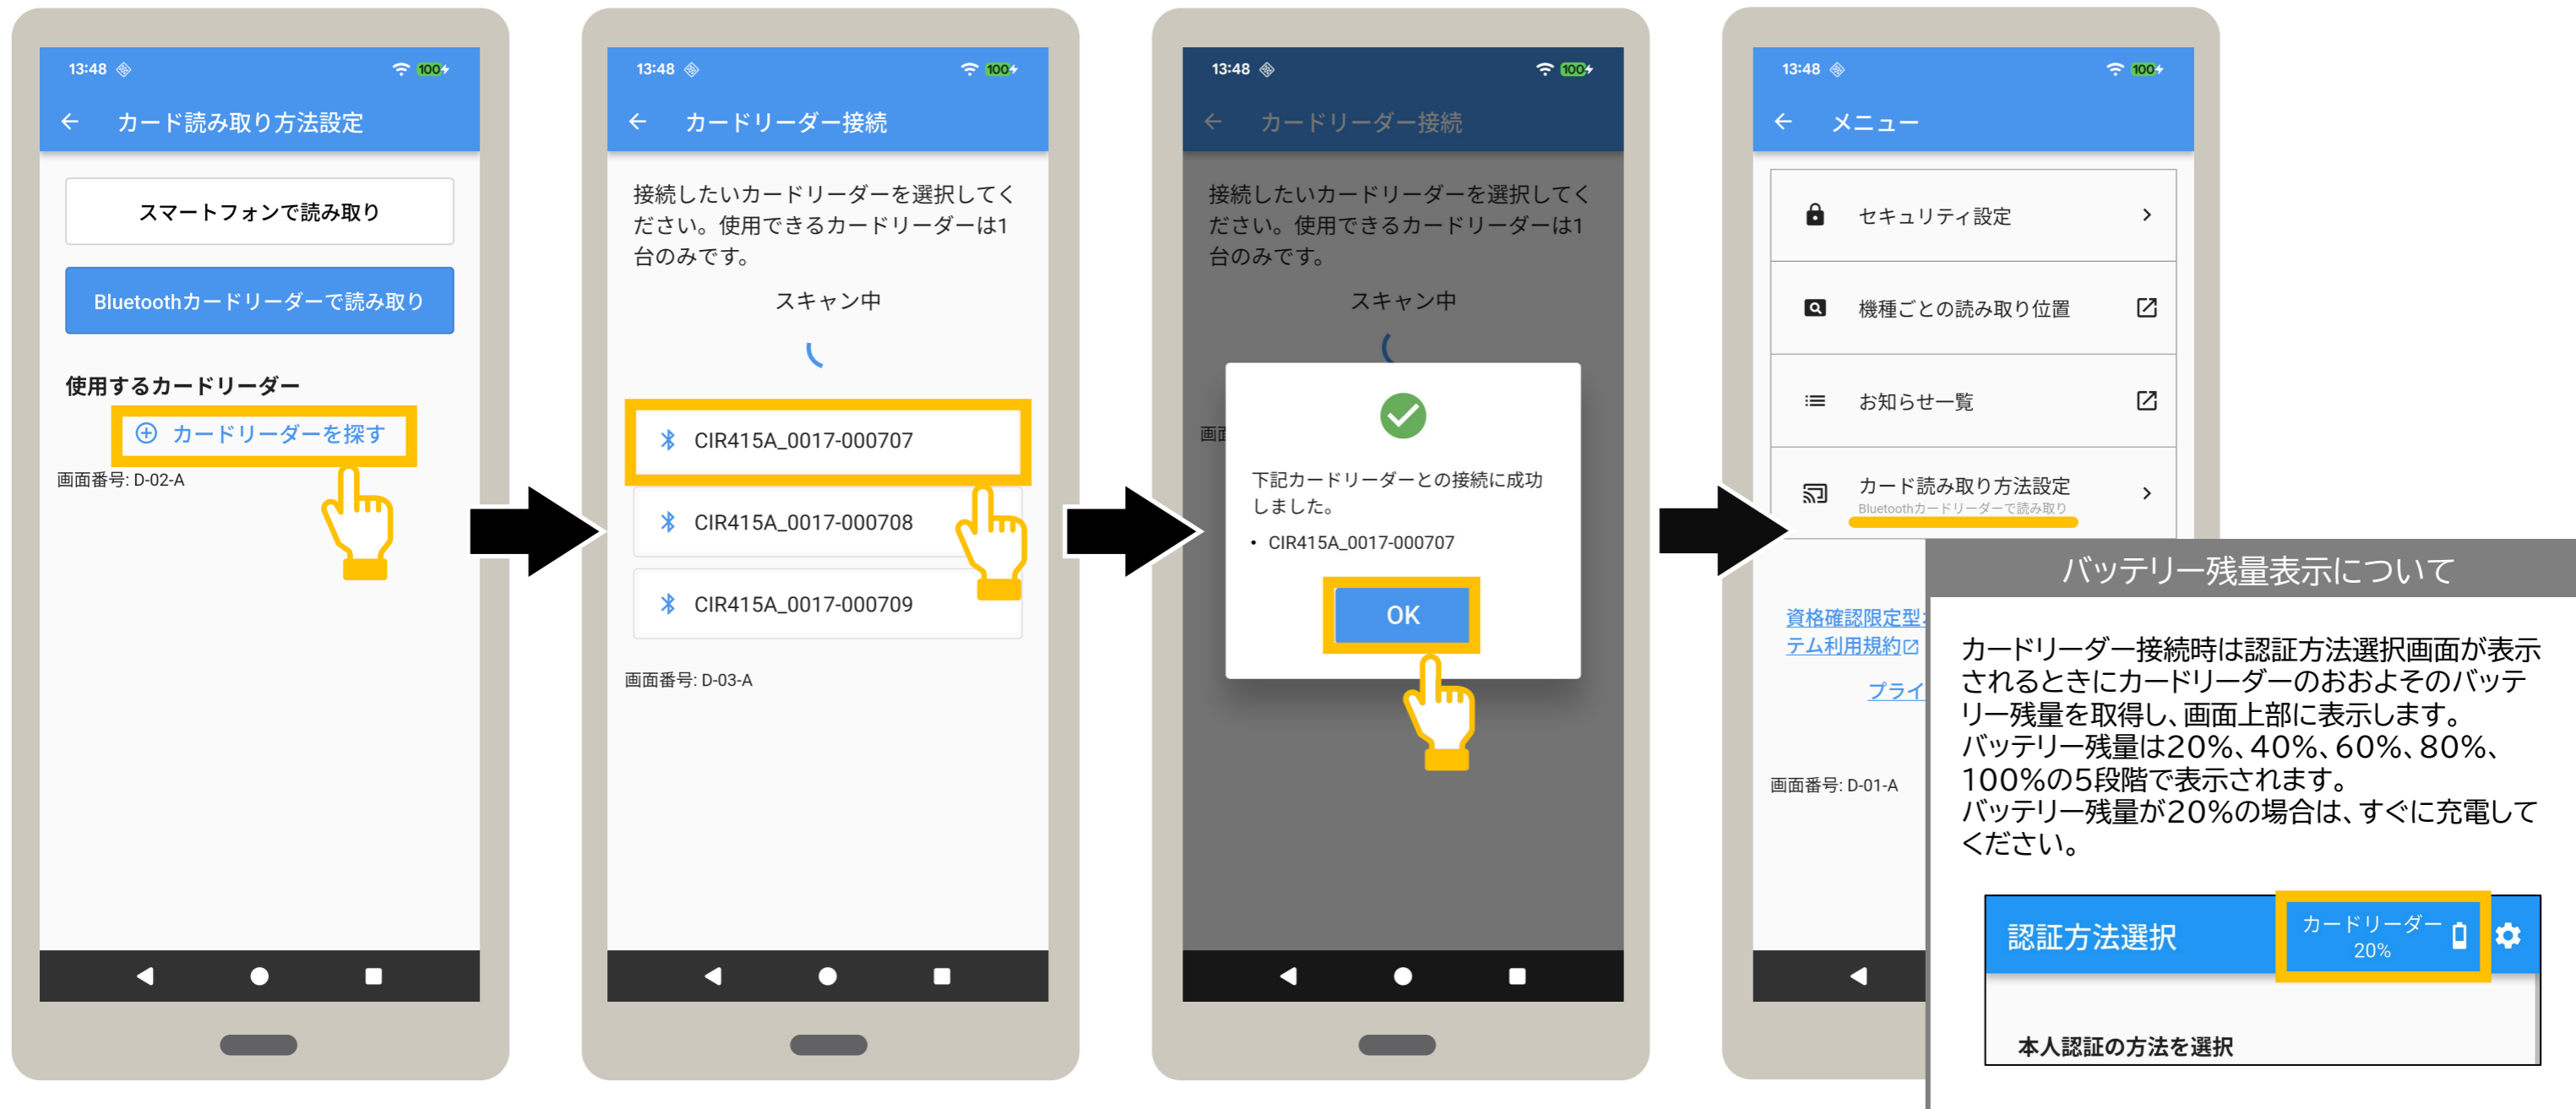 13:48
100
カード読み取り方法設定
スマートフォンで読み取り
Bluetoothカードリーダーで読み取り
使用するカードリーダー
カードリーダーを探す
画面番号: D-02-A
13:48
100
カードリーダー接続
接続したいカードリーダーを選択してく
ださい。使用できるカードリーダーは1
台のみです。
スキャン中
CIR415A_0017-000707
CIR415A_0017-000708
CIR415A_0017-000709
画面番号: D-03-A
13:48
100
カードリーダー接続
接続したいカードリーダーを選択してく
ださい。使用できるカードリーダーは1
台のみです。
スキャン中
画
下記カードリーダーとの接続に成功
しました。
• CIR415A_0017-000707
OK
13:48
100
メニュー
セキュリティ設定
機種ごとの読み取り位置
お知らせ一覧
カード読み取り方法設定
Bluetoothカードリーダーで読み取り
資格確認限定型
テム利用規約
プライ
画面番号: D-01-A
バッテリー残量表示について
カードリーダー接続時は認証方法選択画面が表示
されるときにカードリーダーのおおよそのバッテ
リー残量を取得し、画面上部に表示します。
バッテリー残量は20%、40%、60%、80%、
100%の5段階で表示されます。
バッテリー残量が20%の場合は、すぐに充電して
ください。
認証方法選択
カードリーダー
20%
本人認証の方法を選択